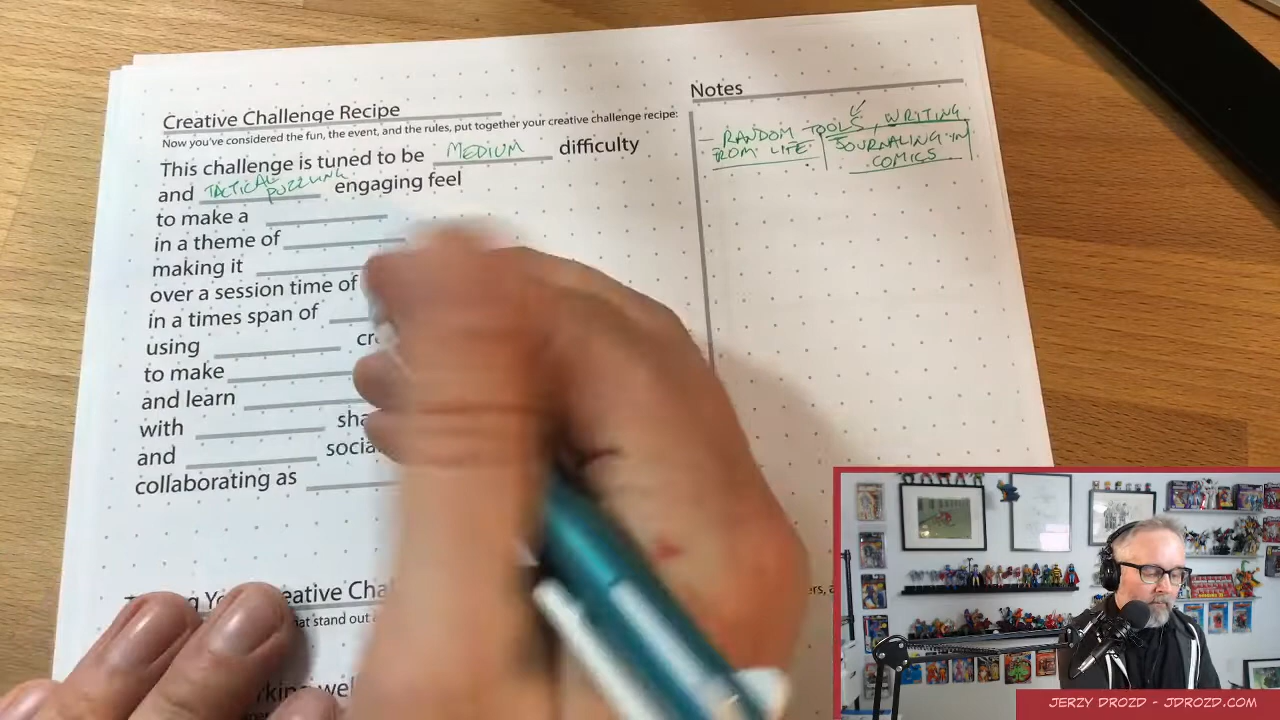 Creative Challenge Recipe
Now you've considered the fun, the event, and the rules, put together your creative challenge recipe:
This challenge is tuned to be MEDIUM difficulty
and TACTICAL PUZZLING engaging feel
to make a
in a theme of
making it
over a session time of
in a times span of
using
to make
and learn
with
and
collaborating as
Notes
- RANDOM TOOLS, WRITING
FROM LIFE. JOURNALING IN
COMICS
JERZY DROZD - JDROZD.COM